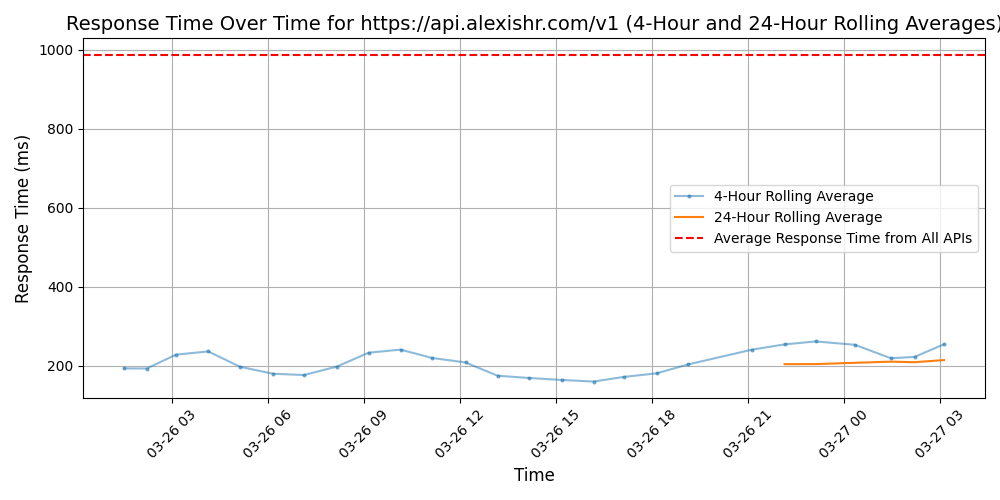 Response Time Over Time for https://api.alexishr.com/v1 (4-Hour and 24-Hour Rolling Averages)
Response Time (ms)
1000
800
600
400
200
4-Hour Rolling Average
24-Hour Rolling Average
Average Response Time from All APIs
03-26 03
03-26 06
03-26 09
03-26 12
03-26 15
03-26 18
03-26 21
03-27 00
03-27 03
Time